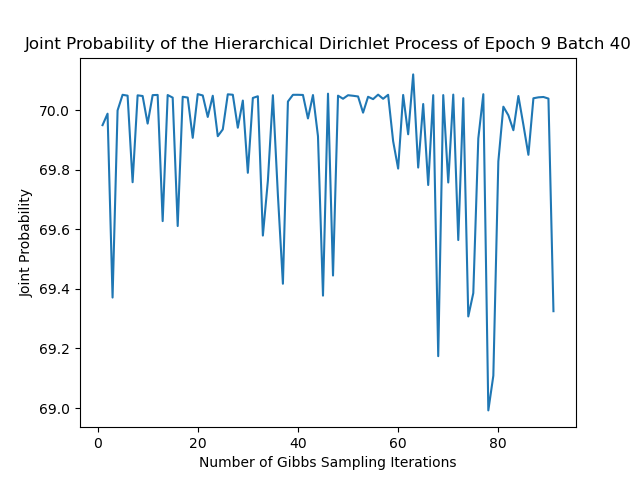 Joint Probability of the Hierarchical Dirichlet Process of Epoch 9 Batch 40
70.0
69.8
69.6
69.4
69.2
69.0
Joint Probability
0 20 40 60 80
Number of Gibbs Sampling Iterations